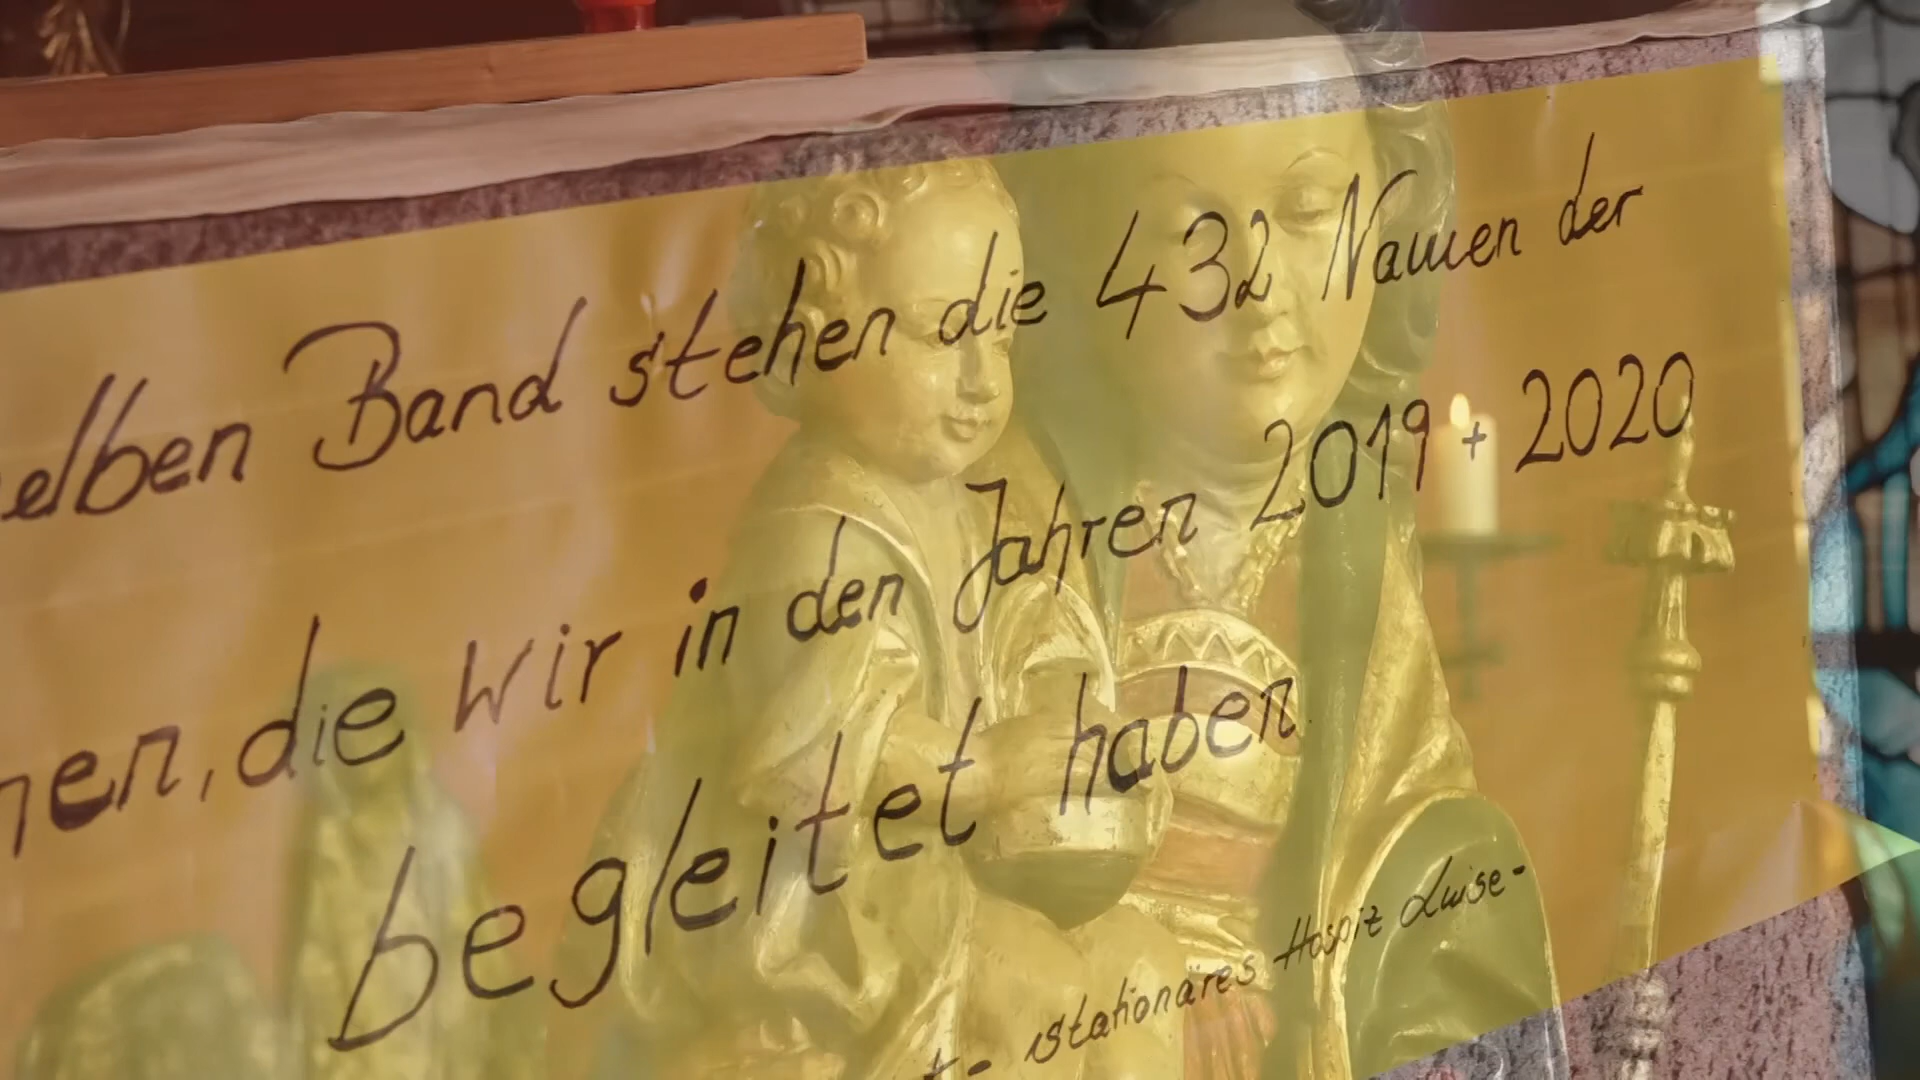 elben Band stehen die 432 Namen der
nen, die wir in den Jahren 2019 + 2020
begleitet haben
- stationäres Hospiz Luise-